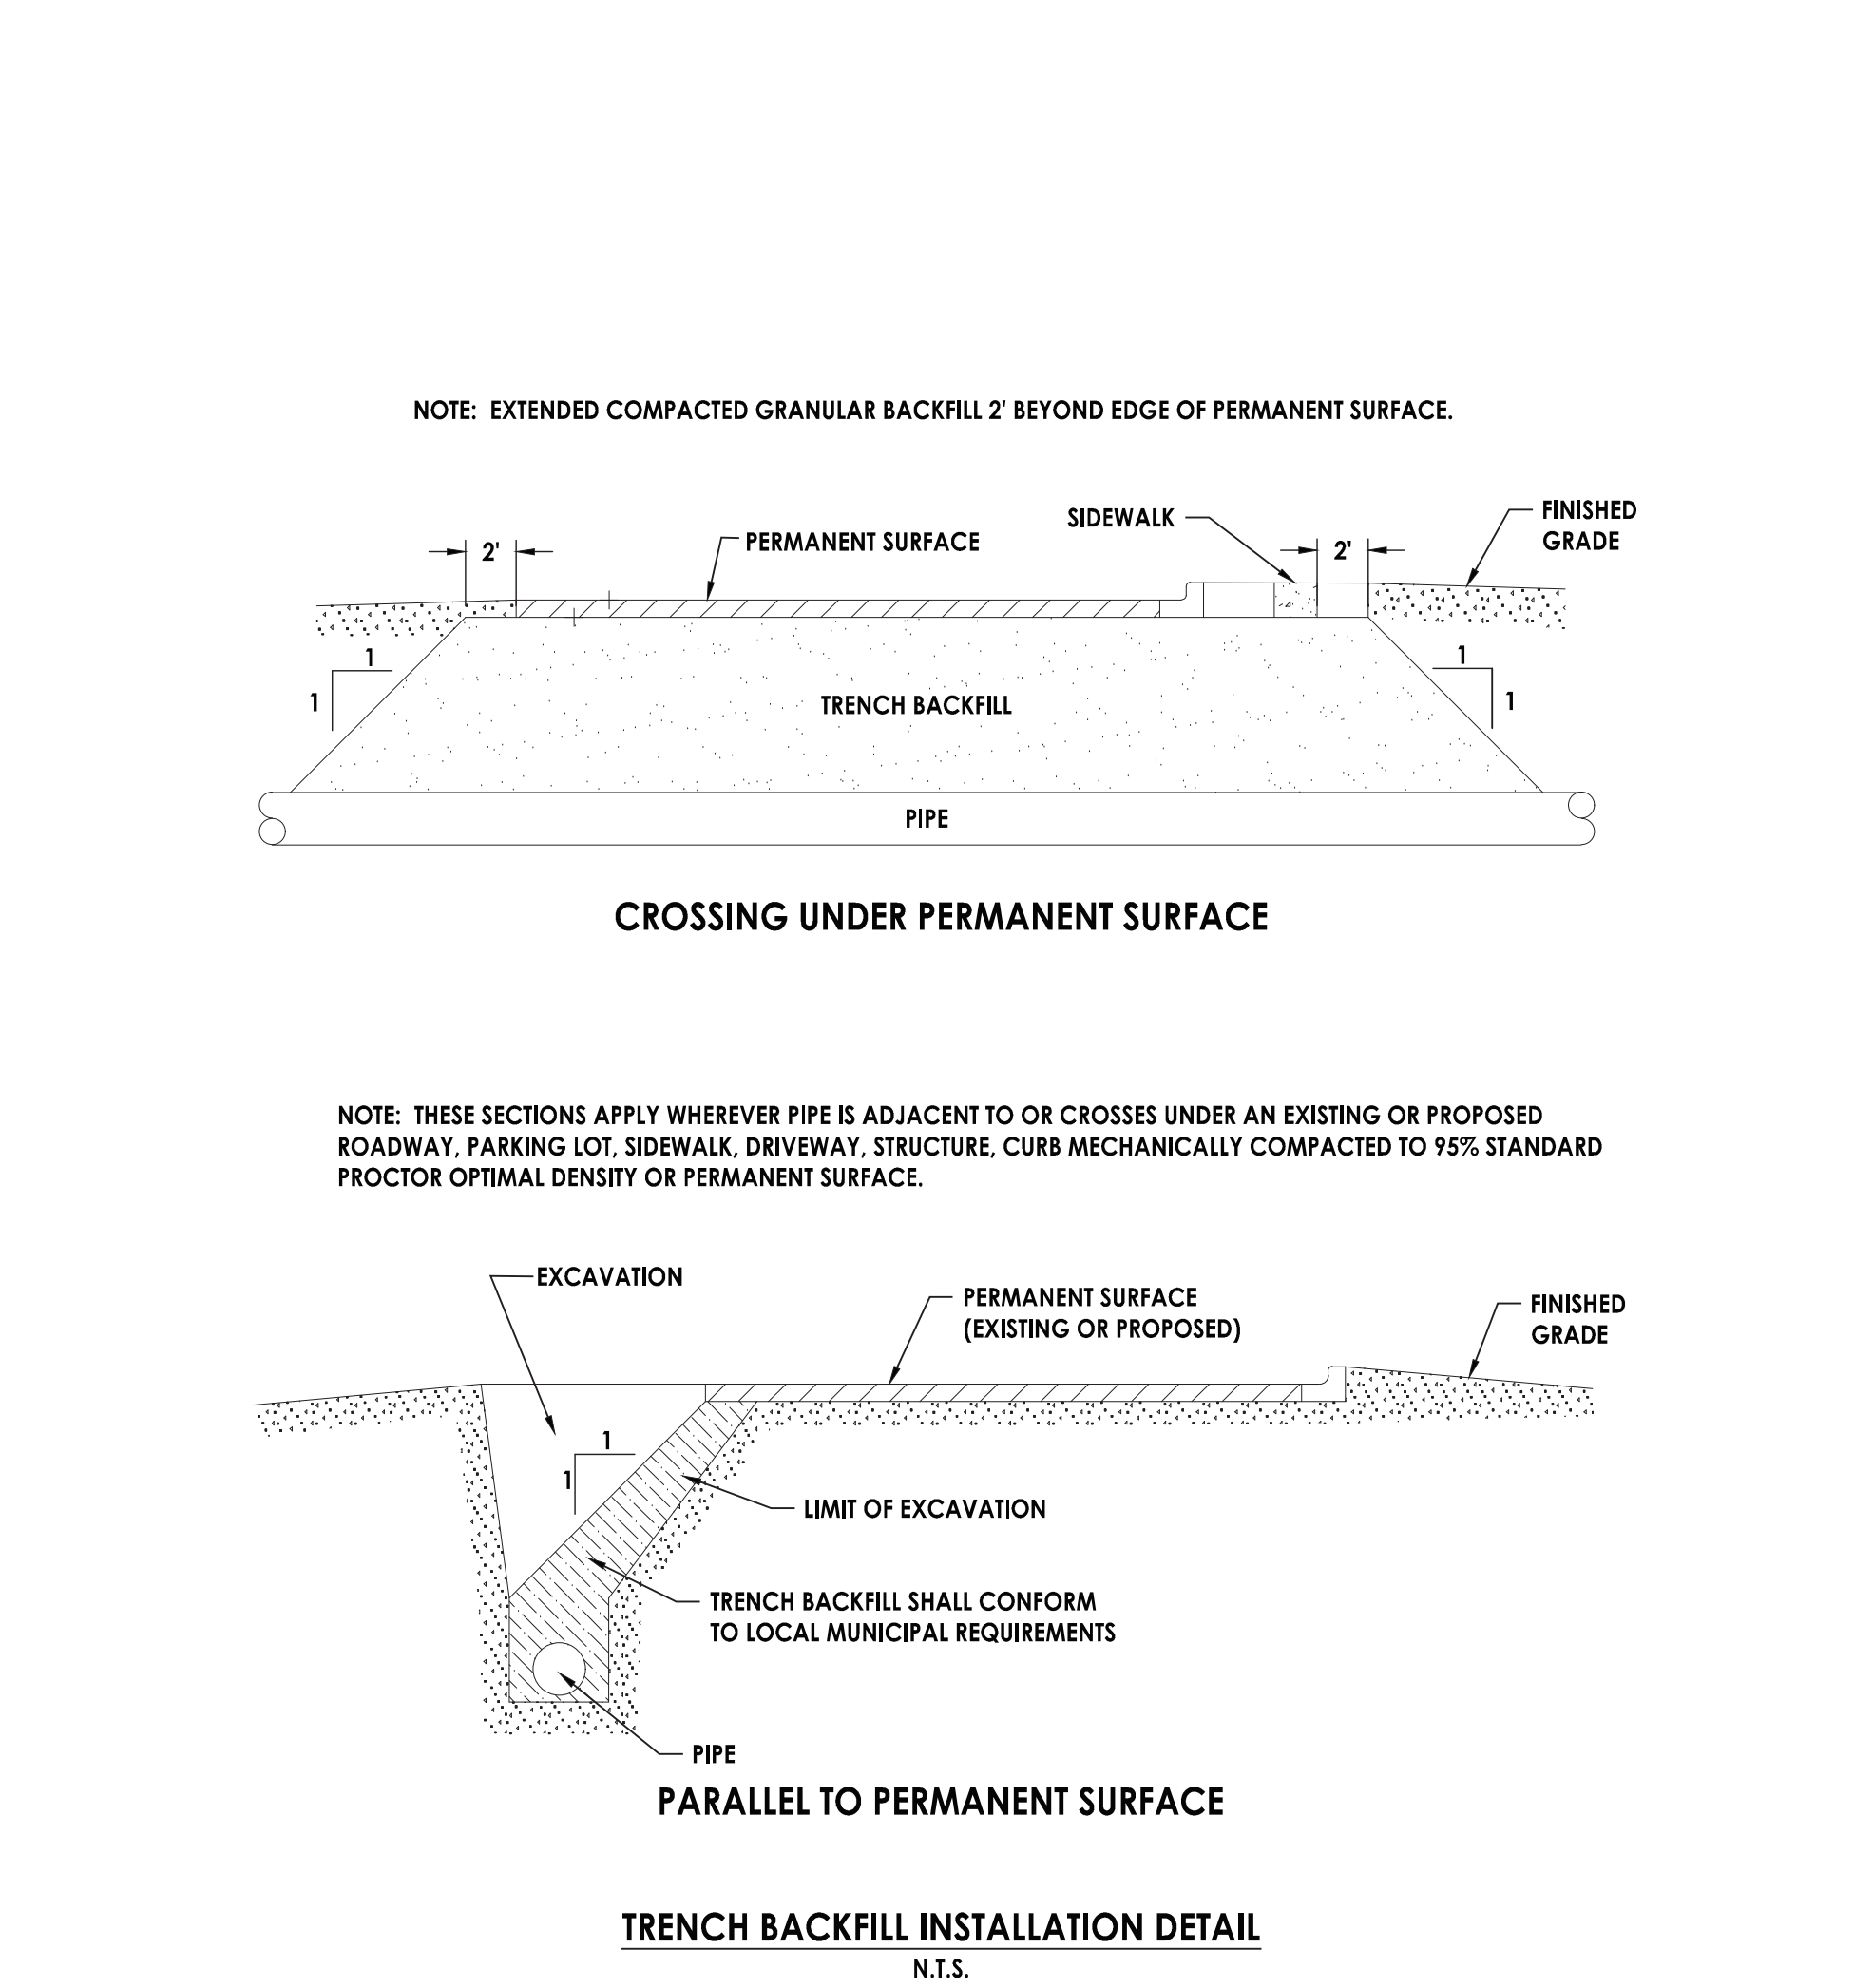 NOTE: EXTENDED COMPACTED GRANULAR BACKFILL 2' BEYOND EDGE OF PERMANENT SURFACE.
SIDEWALK
FINISHED
GRADE
2'
PERMANENT SURFACE
2'
1
1
TRENCH BACKFILL
1
1
PIPE
CROSSING UNDER PERMANENT SURFACE
NOTE: THESE SECTIONS APPLY WHEREVER PIPE IS ADJACENT TO OR CROSSES UNDER AN EXISTING OR PROPOSED
ROADWAY, PARKING LOT, SIDEWALK, DRIVEWAY, STRUCTURE, CURB MECHANICALLY COMPACTED TO 95% STANDARD
PROCTOR OPTIMAL DENSITY OR PERMANENT SURFACE.
EXCAVATION
PERMANENT SURFACE
(EXISTING OR PROPOSED)
FINISHED
GRADE
1
1
LIMIT OF EXCAVATION
TRENCH BACKFILL SHALL CONFORM
TO LOCAL MUNICIPAL REQUIREMENTS
PIPE
PARALLEL TO PERMANENT SURFACE
TRENCH BACKFILL INSTALLATION DETAIL
N.T.S.